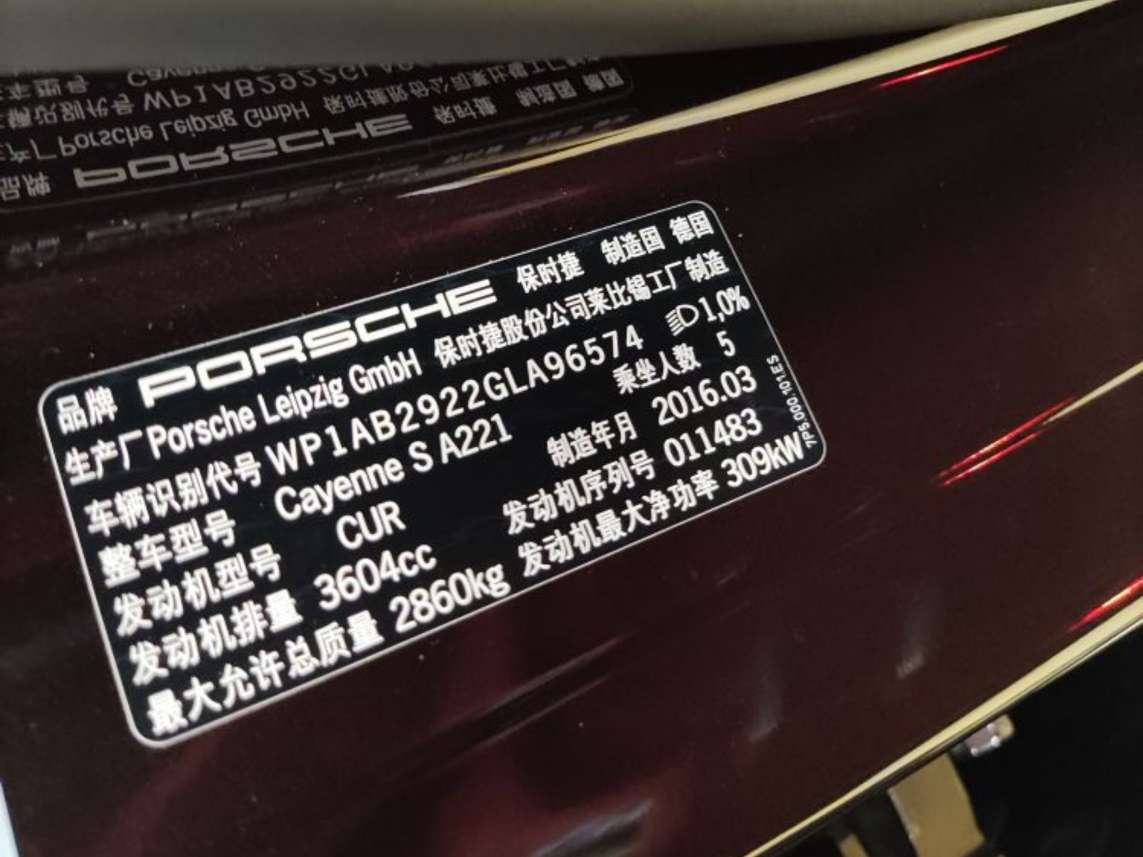 品牌 PORSCHE 保时捷 制造国 德国
生产厂 Porsche Leipzig GmbH 保时捷股份公司莱比锡工厂制造
车辆识别代号 WP1AB2922GLA96574 1,0%
整车型号 Cayenne S A221 乘坐人数 5
发动机型号 CUR 制造年月 2016.03
发动机排量 3604cc 发动机序列号 011483
最大允许总质量 2860kg 发动机最大净功率 309kW
7P5.000.101.ES